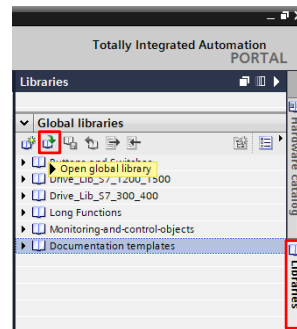 Totally Integrated Automation
PORTAL
Libraries
Global libraries
Buttons and Switches
Open global library
Drive_Lib_S7_1200_1500
Drive_Lib_S7_300_400
Long Functions
Monitoring-and-control-objects
Documentation templates
Hardware catalog
Libraries